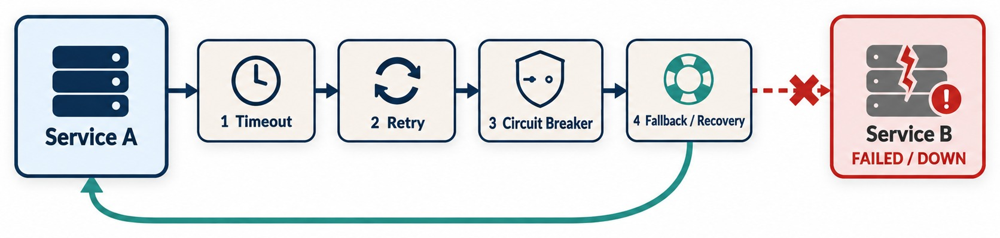 Service A
1 Timeout
2 Retry
3 Circuit Breaker
4 Fallback / Recovery
Service B
FAILED / DOWN